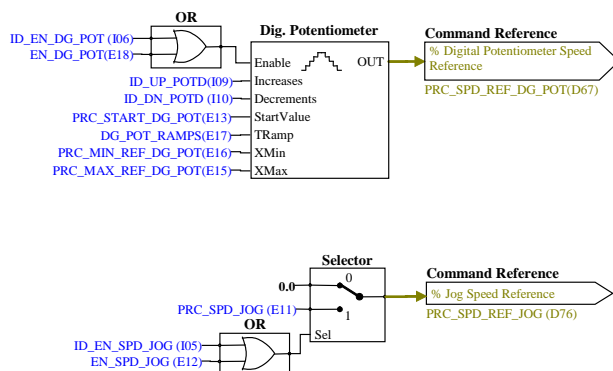 OR
Dig. Potentiometer
Command Reference
ID_EN_DG_POT (I06)
EN_DG_POT(E18)
% Digital Potentiometer Speed
Reference
Enable
OUT
ID_UP_POTD(I09)
Increases
PRC_SPD_REF_DG_POT(D67)
ID_DN_POTD (I10)
Decrements
PRC_START_DG_POT(E13)
StartValue
DG_POT_RAMPS(E17)
TRamp
PRC_MIN_REF_DG_POT(E16)
XMin
PRC_MAX_REF_DG_POT(E15)
XMax
Selector
Command Reference
0.0
0
% Jog Speed Reference
PRC_SPD_JOG (E11)
1
PRC_SPD_REF_JOG (D76)
OR
Sel
ID_EN_SPD_JOG (I05)
EN_SPD_JOG (E12)